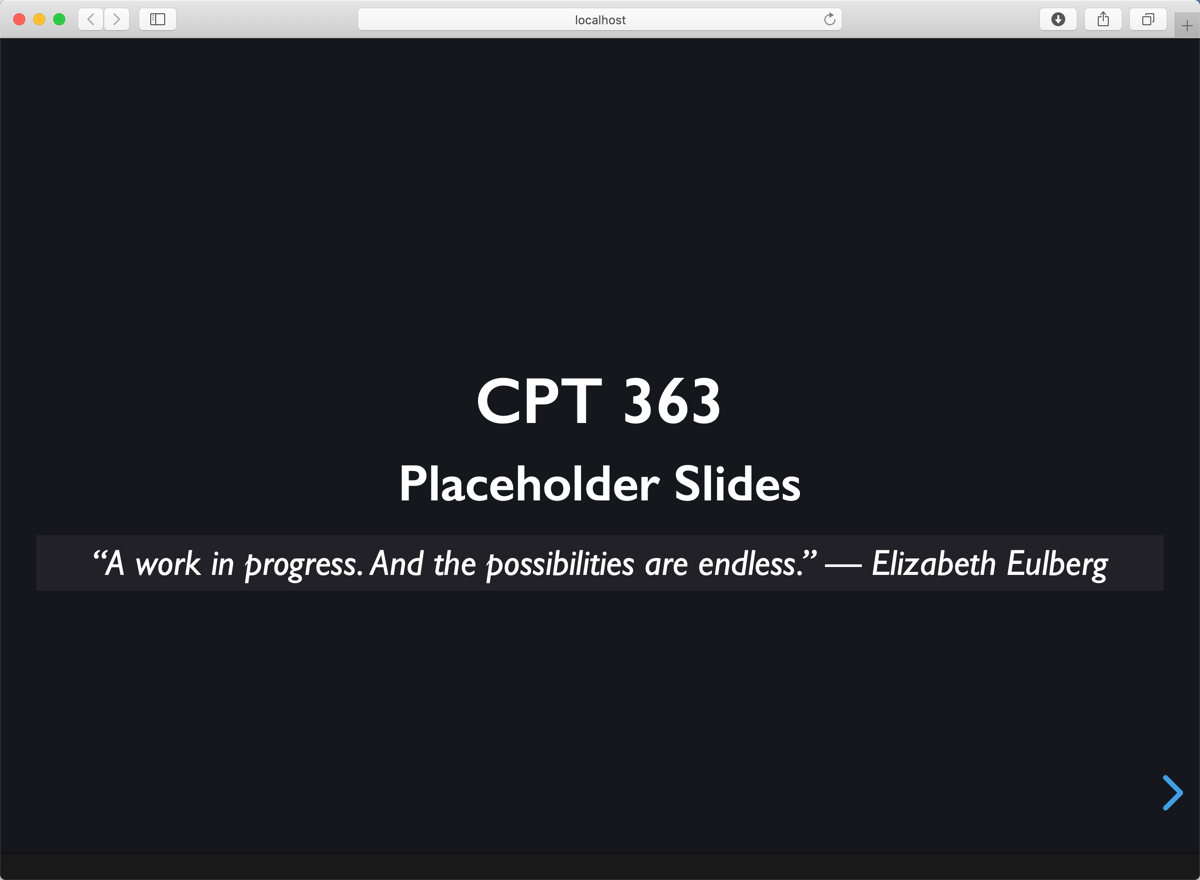 localhost
CPT 363
Placeholder Slides
“A work in progress. And the possibilities are endless.” — Elizabeth Eulberg